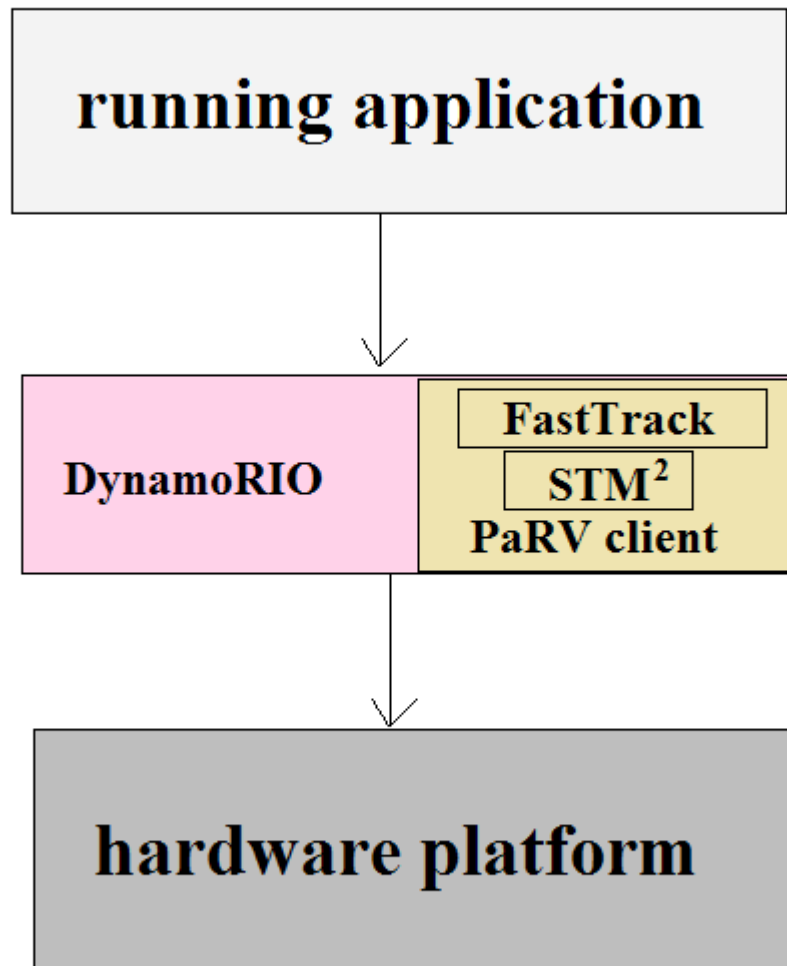 running application
DynamoRIO
FastTrack
STM²
PaRV client
hardware platform